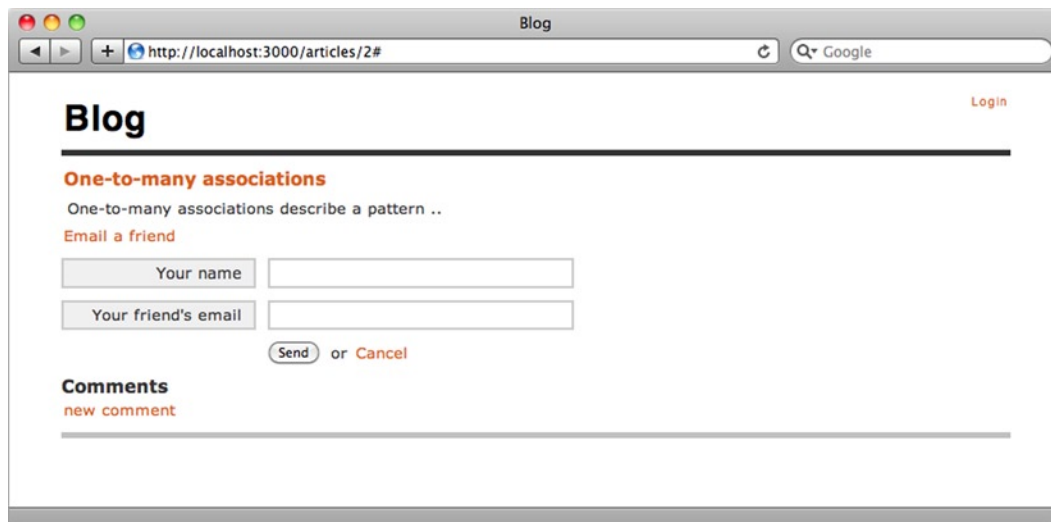 Blog
http://localhost:3000/articles/2#
Google
Login
Blog
One-to-many associations
One-to-many associations describe a pattern ..
Email a friend
Your name
Your friend's email
Send or Cancel
Comments
new comment